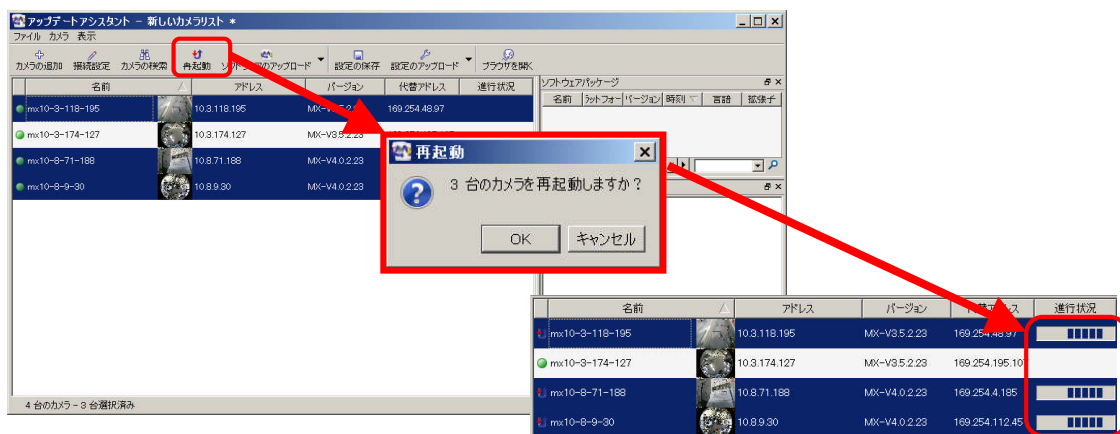 アップデートアシスタント － 新しいカメラリスト *
ファイル カメラ 表示
カメラの追加 接続設定 カメラの検索 再起動 設定の保存 設定のアップロード ブラウザを開く
名前 アドレス バージョン 代替アドレス 進行状況
mx10-3-118-195 10.3.118.195 169.254.48.97
mx10-3-174-127 10.3.174.127 MX-V3.5.2.23
mx10-8-71-188 10.8.71.188 MX-V4.0.2.23
mx10-8-9-30 10.8.9.30 MX-V4.0.2.23
ソフトウェアパッケージ
名前 バージョン 時刻 言語 拡張子
再起動
3 台のカメラを再起動しますか？
OK キャンセル
4 台のカメラ - 3 台選択済み
名前 アドレス バージョン 進行状況
mx10-3-118-195 10.3.118.195 MX-V3.5.2.23 169.254.48.97
mx10-3-174-127 10.3.174.127 MX-V3.5.2.23
mx10-8-71-188 10.8.71.188 MX-V4.0.2.23 169.254.4.185
mx10-8-9-30 10.8.9.30 MX-V4.0.2.23 169.254.112.45